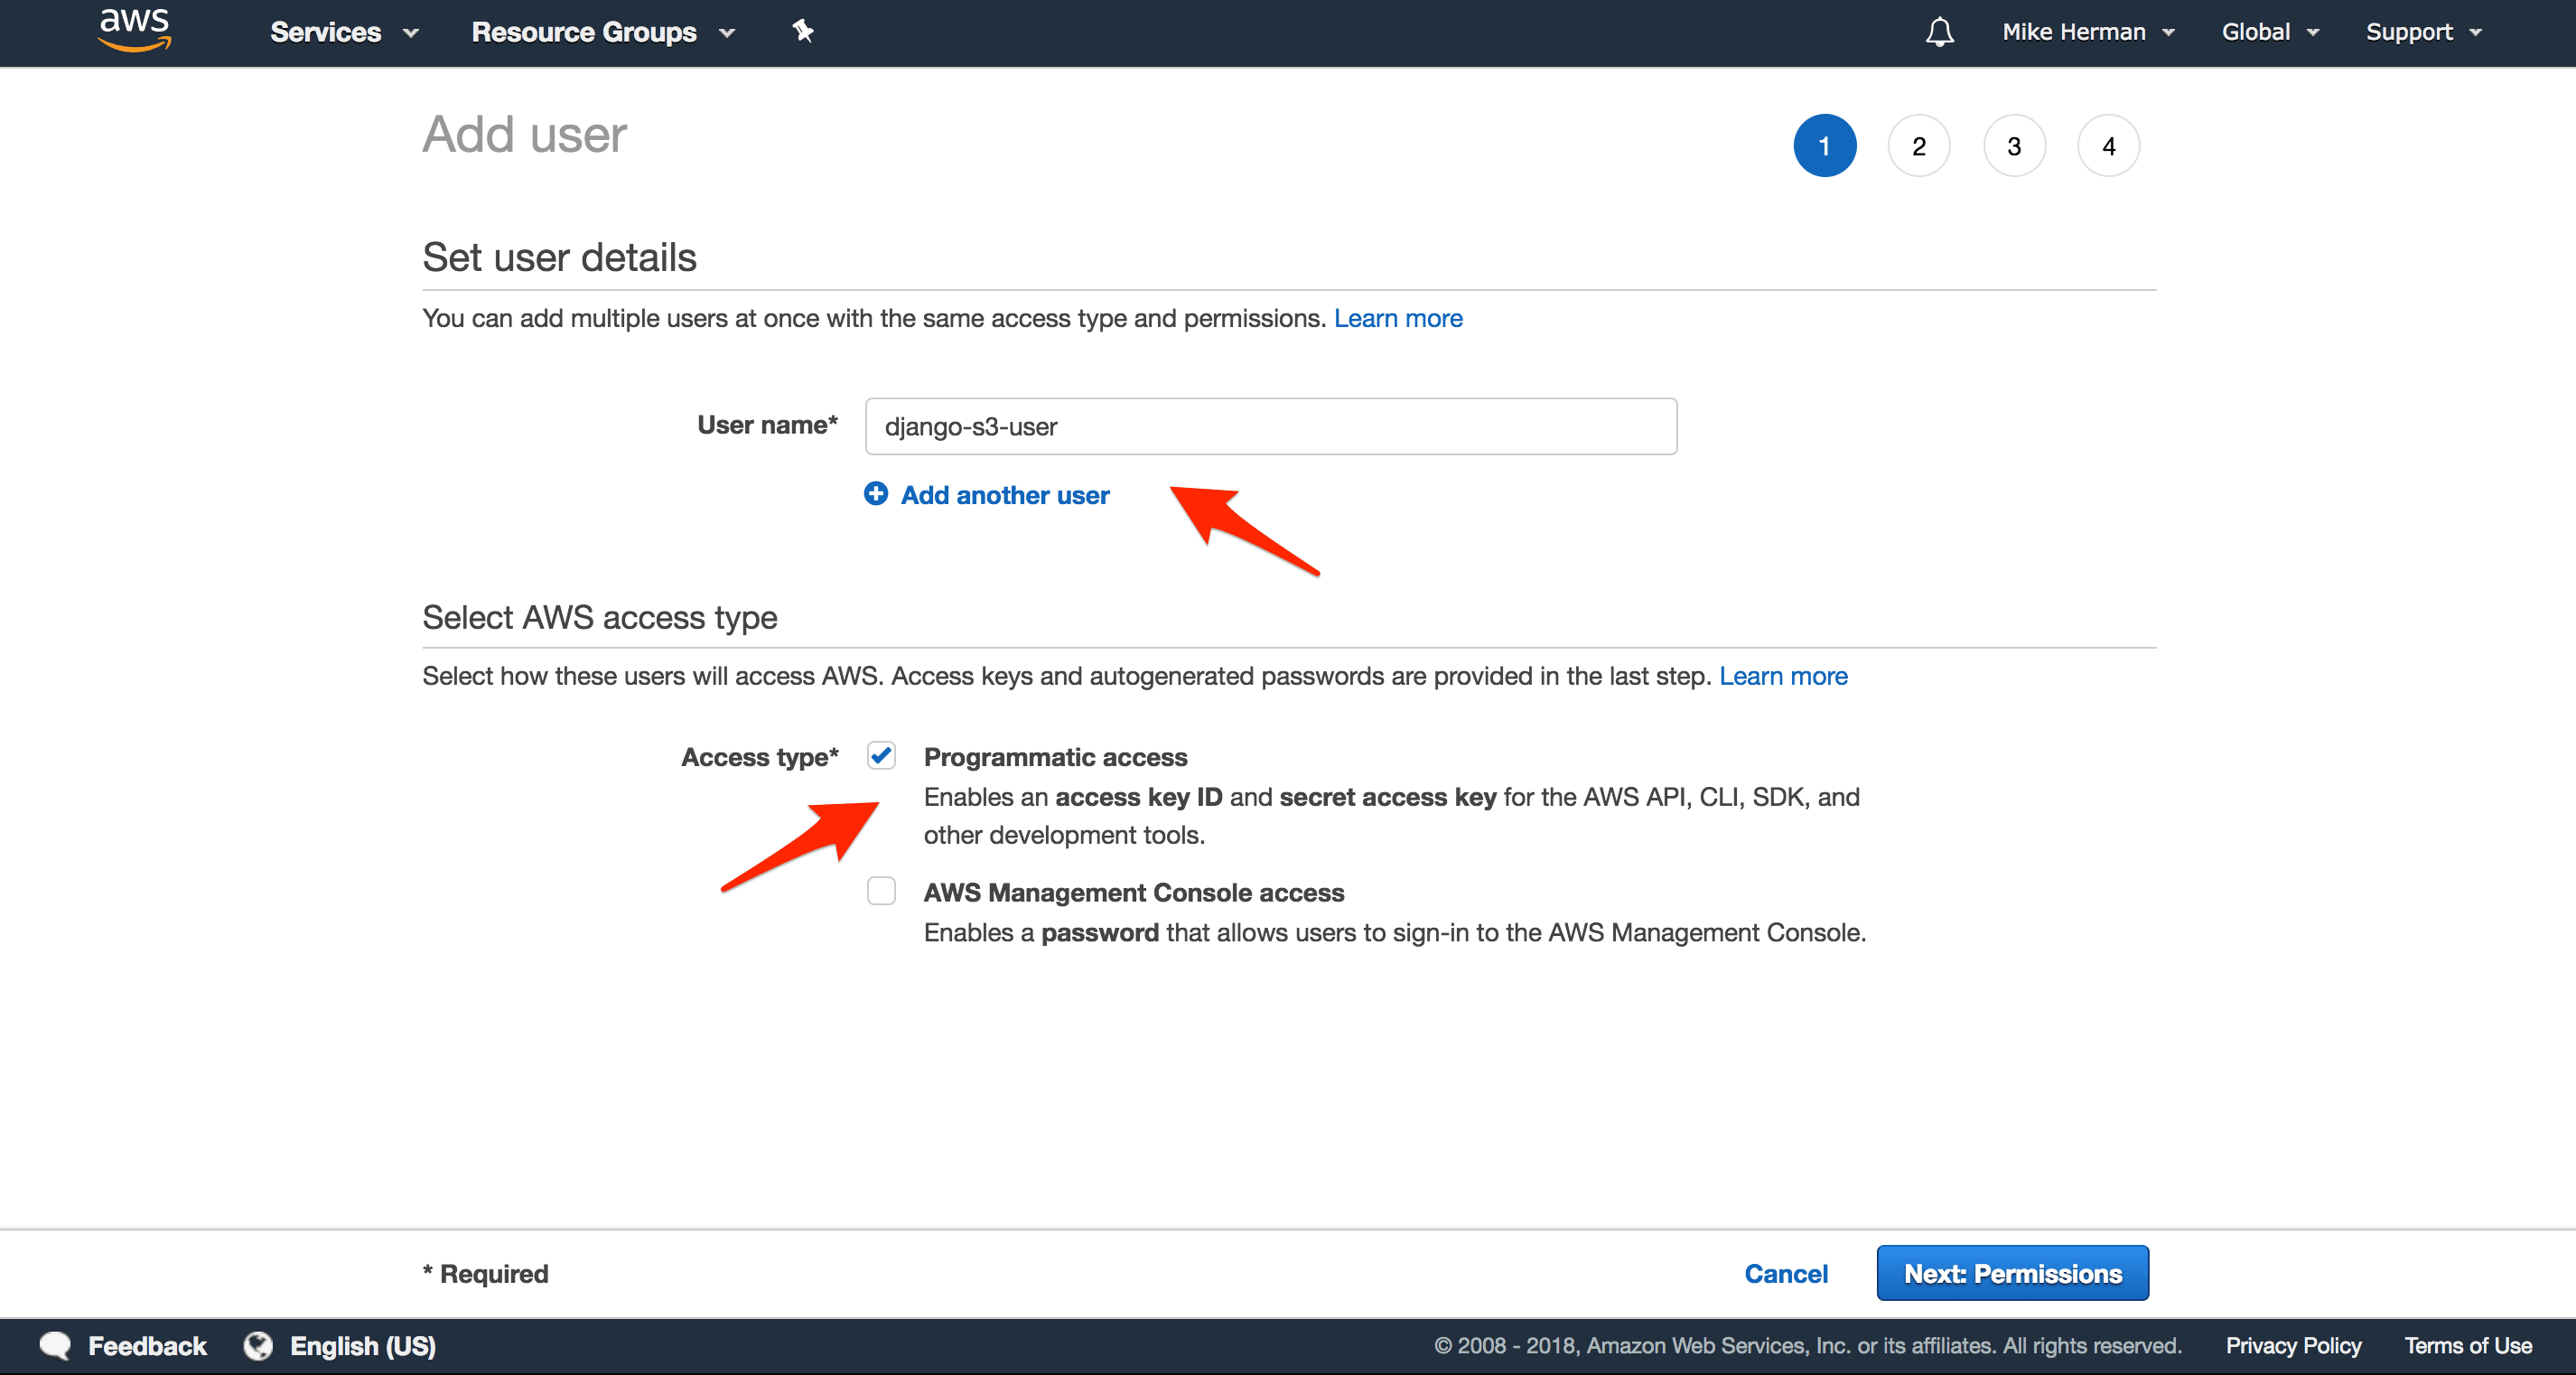 aws Services Resource Groups Mike Herman Global Support
Add user 1 2 3 4
Set user details
You can add multiple users at once with the same access type and permissions. Learn more
User name* django-s3-user
Add another user
Select AWS access type
Select how these users will access AWS. Access keys and autogenerated passwords are provided in the last step. Learn more
Access type* Programmatic access
Enables an access key ID and secret access key for the AWS API, CLI, SDK, and
other development tools.
AWS Management Console access
Enables a password that allows users to sign-in to the AWS Management Console.
* Required Cancel Next: Permissions
Feedback English (US) © 2008 - 2018, Amazon Web Services, Inc. or its affiliates. All rights reserved. Privacy Policy Terms of Use